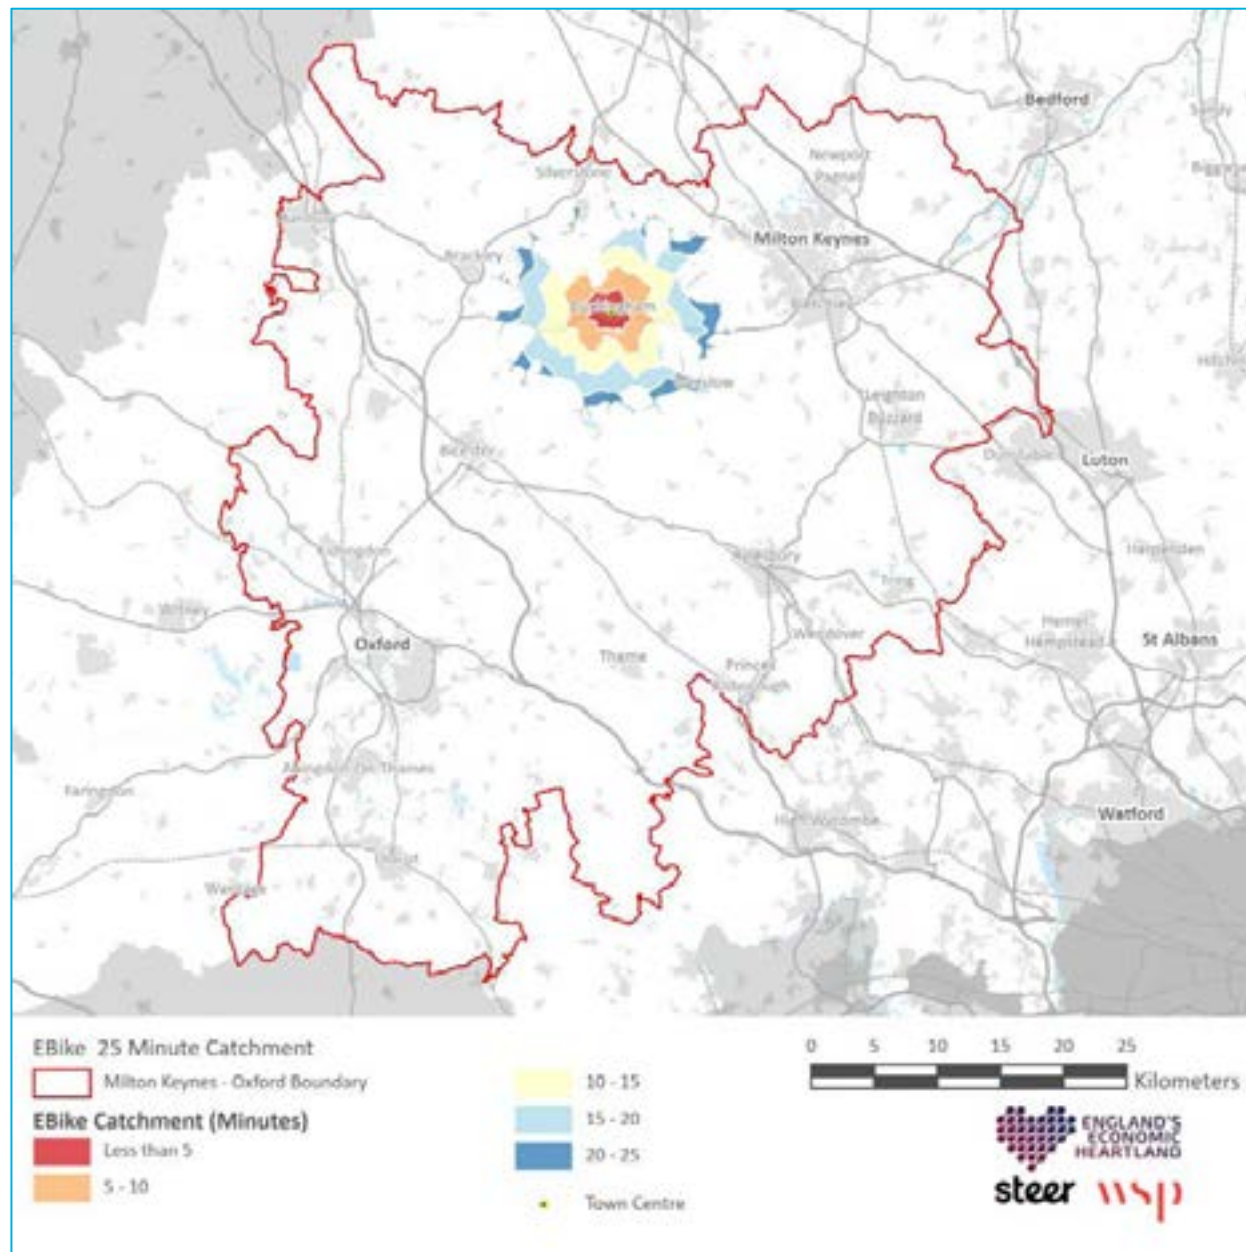 Bedford
Sandy
Newport
Pagnell
Silverstone
Milton Keynes
Brackley
Buckingham
Bletchley
Winslow
Leighton
Buzzard
Bicester
Dunstable
Luton
Kidlington
Aylesbury
Harpenden
Tring
Witney
Wendover
Hemel
Hempstead
St Albans
Oxford
Thame
Princes
Risborough
Abingdon-on-Thames
Faringdon
Watford
High Wycombe
Didcot
Wantage
EBike 25 Minute Catchment
Milton Keynes - Oxford Boundary
EBike Catchment (Minutes)
Less than 5
5 - 10
10 - 15
15 - 20
20 - 25
Town Centre
0 5 10 15 20 25
Kilometers
ENGLAND'S
ECONOMIC
HEARTLAND
steer wsp